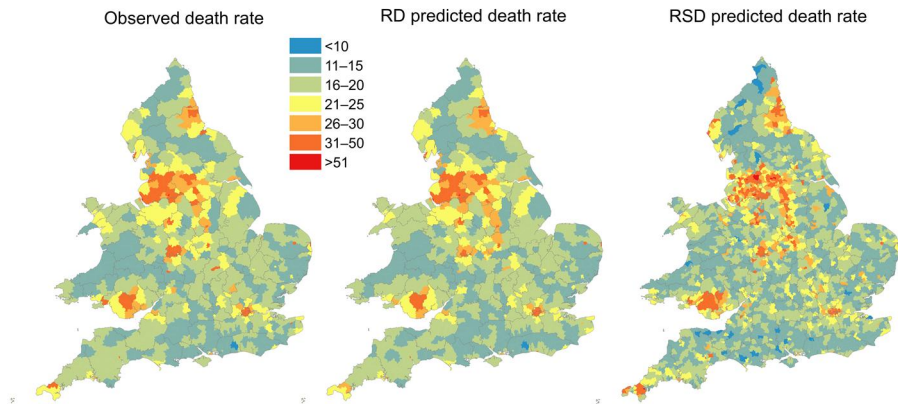 Observed death rate
RD predicted death rate
RSD predicted death rate
<10
11–15
16–20
21–25
26–30
31–50
>51